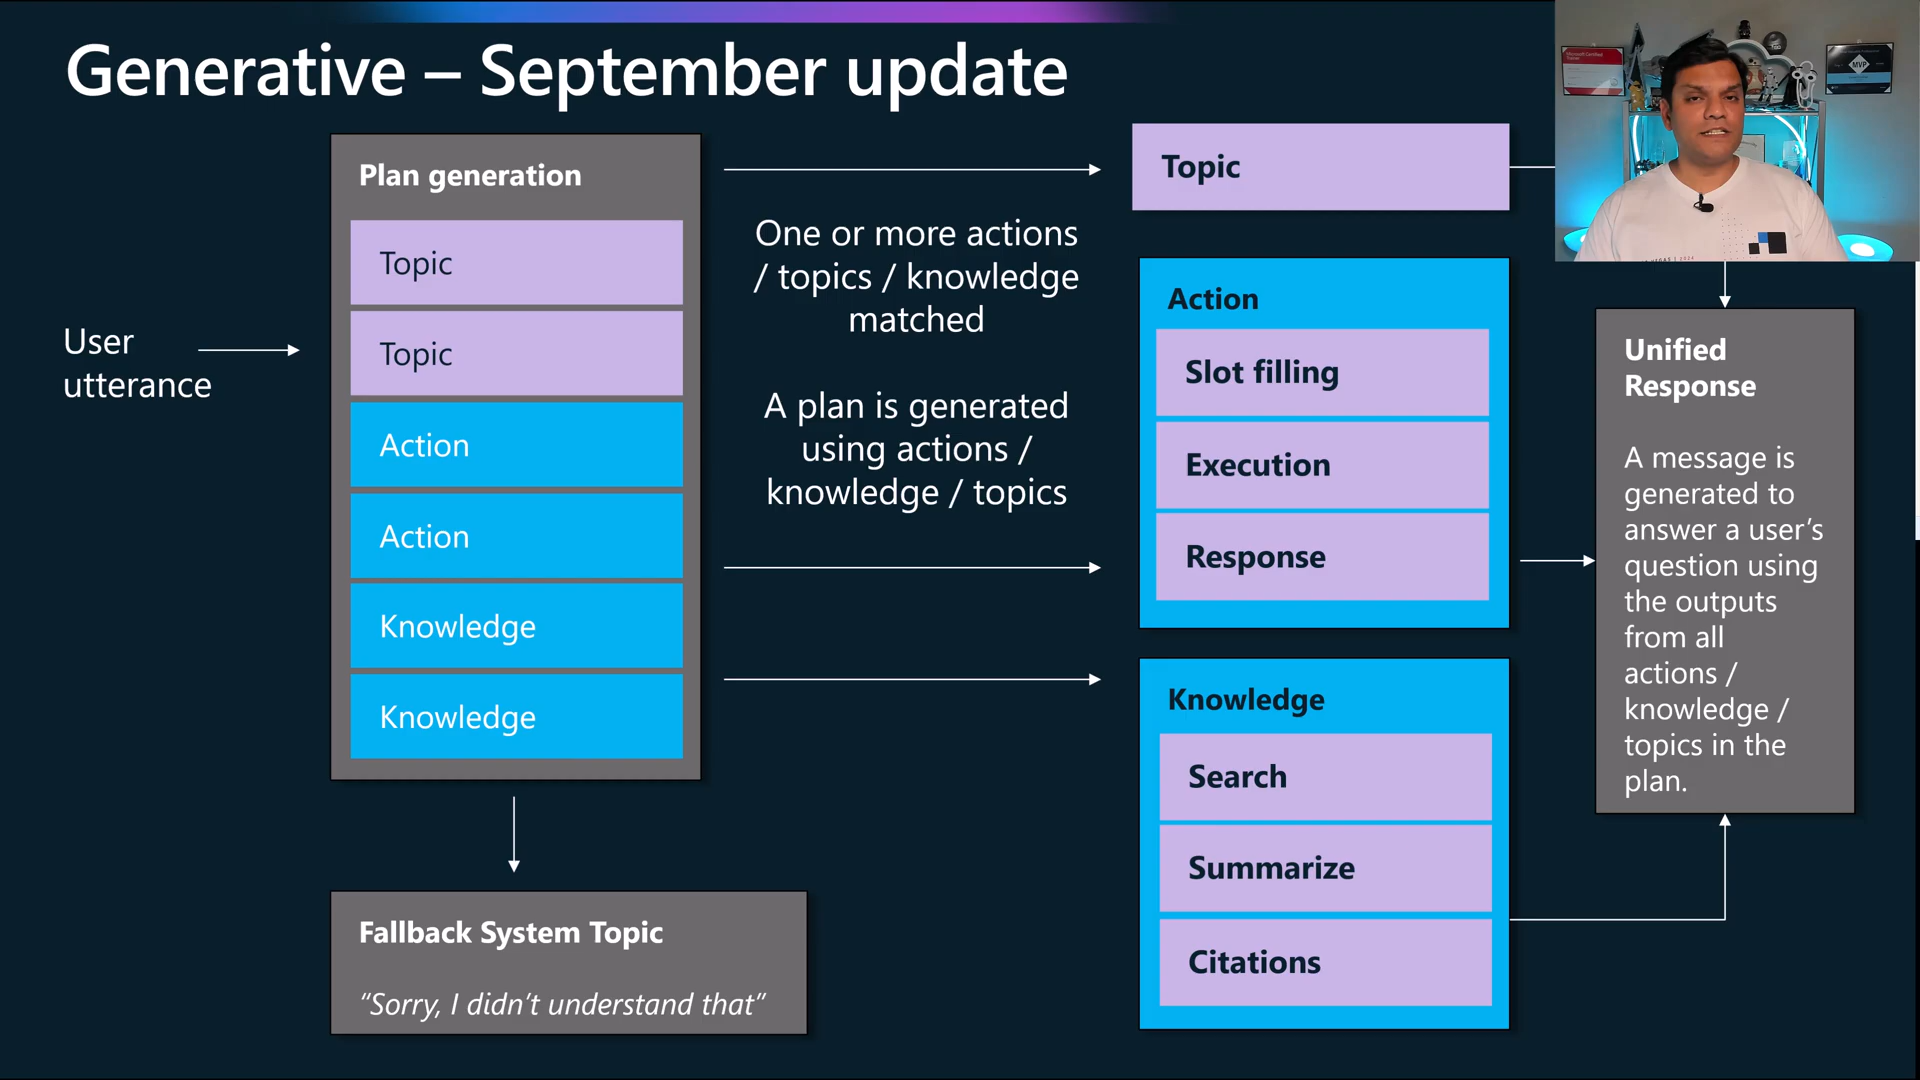 Generative – September update
Plan generation
Topic
Topic
Action
Action
Knowledge
Knowledge
User
utterance
One or more actions
/ topics / knowledge
matched
A plan is generated
using actions /
knowledge / topics
Topic
Action
Slot filling
Execution
Response
Knowledge
Search
Summarize
Citations
Unified
Response
A message is
generated to
answer a user’s
question using
the outputs
from all
actions /
knowledge /
topics in the
plan.
Fallback System Topic
“Sorry, I didn’t understand that”
MVP